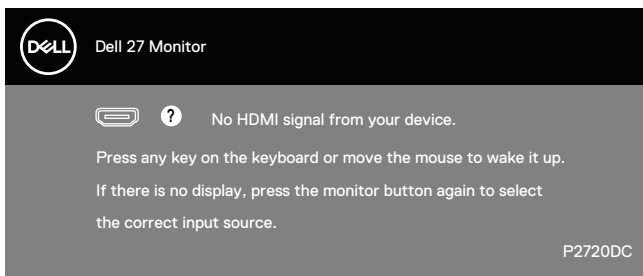 DELL
Dell 27 Monitor
? No HDMI signal from your device.
Press any key on the keyboard or move the mouse to wake it up.
If there is no display, press the monitor button again to select
the correct input source.
P2720DC